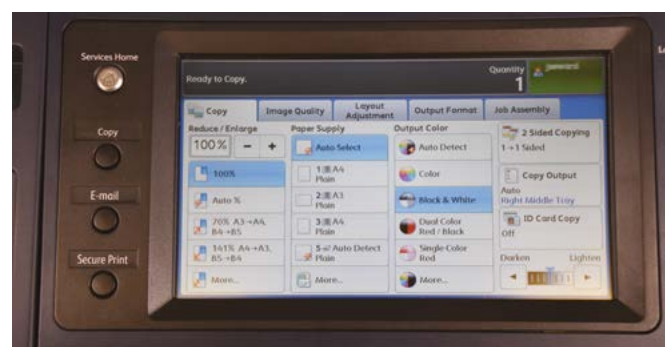 Services Home
Copy
E-mail
Secure Print
Ready to Copy.
Quantity
1
Copy
Image Quality
Layout Adjustment
Output Format
Job Assembly
Reduce / Enlarge
100%
- +
100%
Auto %
70% A3→A4,
B4→B5
141% A4→A3,
B5→B4
More...
Paper Supply
Auto Select
1 A4
Plain
2 A3
Plain
3 A4
Plain
5 Auto Detect
Plain
More...
Output Color
Auto Detect
Color
Black & White
Dual Color
Red / Black
Single Color
Red
More...
2 Sided Copying
1→1 Sided
Copy Output
Auto
Right Middle Tray
ID Card Copy
Off
Darken Lighten